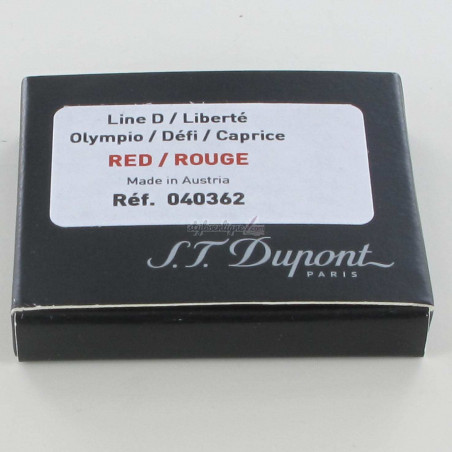 Line D / Liberté
Olympio / Défi / Caprice
RED / ROUGE
Made in Austria
Réf. 040362
S.T. Dupont
PARIS